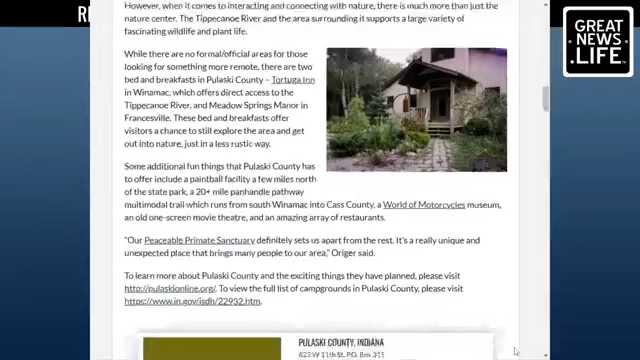 RE
GREAT
NEWS
LIFE
However, when it comes to interacting and connecting with nature, there is much more than just the
nature center. The Tippecanoe River and the area surrounding it supports a large variety of
fascinating wildlife and plant life.
While there are no formal/official areas for those
looking for something more remote, there are two
bed and breakfasts in Pulaski County – Tortuga Inn
in Winamac, which offers direct access to the
Tippecanoe River, and Meadow Springs Manor in
Francesville. These bed and breakfasts offer
visitors a chance to still explore the area and get
out into nature, just in a less rustic way.
Some additional fun things that Pulaski County has
to offer include a paintball facility a few miles north
of the state park, a 20+ mile panhandle pathway
multimodal trail which runs from south Winamac into Cass County, a World of Motorcycles museum,
an old one-screen movie theatre, and an amazing array of restaurants.
"Our Peaceable Primate Sanctuary definitely sets us apart from the rest. It's a really unique and
unexpected place that brings many people to our area," Origer said.
To learn more about Pulaski County and the exciting things they have planned, please visit
http://pulaskionline.org/. To view the full list of campgrounds in Pulaski County, please visit
https://www.in.gov/isdh/22932.htm.
PULASKI COUNTY, INDIANA
623 W 11th St, P.O. Box 315